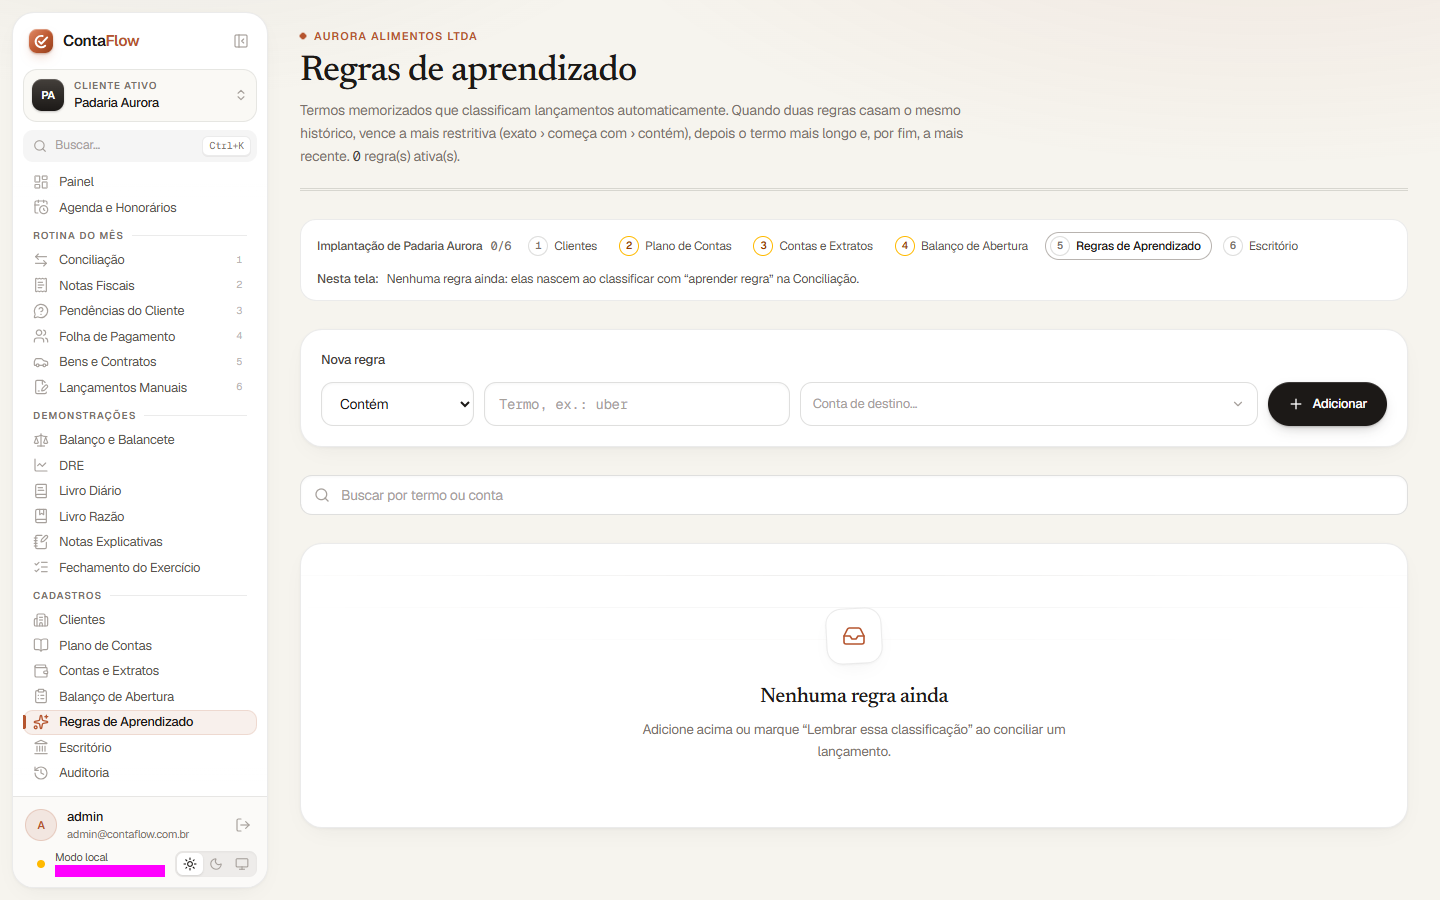 ContaFlow
PA
CLIENTE ATIVO
Padaria Aurora
Buscar...
Ctrl+K
Painel
Agenda e Honorários
ROTINA DO MÊS
Conciliação 1
Notas Fiscais 2
Pendências do Cliente 3
Folha de Pagamento 4
Bens e Contratos 5
Lançamentos Manuais 6
DEMONSTRAÇÕES
Balanço e Balancete
DRE
Livro Diário
Livro Razão
Notas Explicativas
Fechamento do Exercício
CADASTROS
Clientes
Plano de Contas
Contas e Extratos
Balanço de Abertura
Regras de Aprendizado
Escritório
Auditoria
A
admin
admin@contaflow.com.br
Modo local
AURORA ALIMENTOS LTDA
Regras de aprendizado
Termos memorizados que classificam lançamentos automaticamente. Quando duas regras casam o mesmo
histórico, vence a mais restritiva (exato › começa com › contém), depois o termo mais longo e, por fim, a mais
recente. 0 regra(s) ativa(s).
Implantação de Padaria Aurora 0/6 1 Clientes 2 Plano de Contas 3 Contas e Extratos 4 Balanço de Abertura 5 Regras de Aprendizado 6 Escritório
Nesta tela: Nenhuma regra ainda: elas nascem ao classificar com “aprender regra” na Conciliação.
Nova regra
Contém
Termo, ex.: uber
Conta de destino...
Adicionar
Buscar por termo ou conta
Nenhuma regra ainda
Adicione acima ou marque “Lembrar essa classificação” ao conciliar um
lançamento.